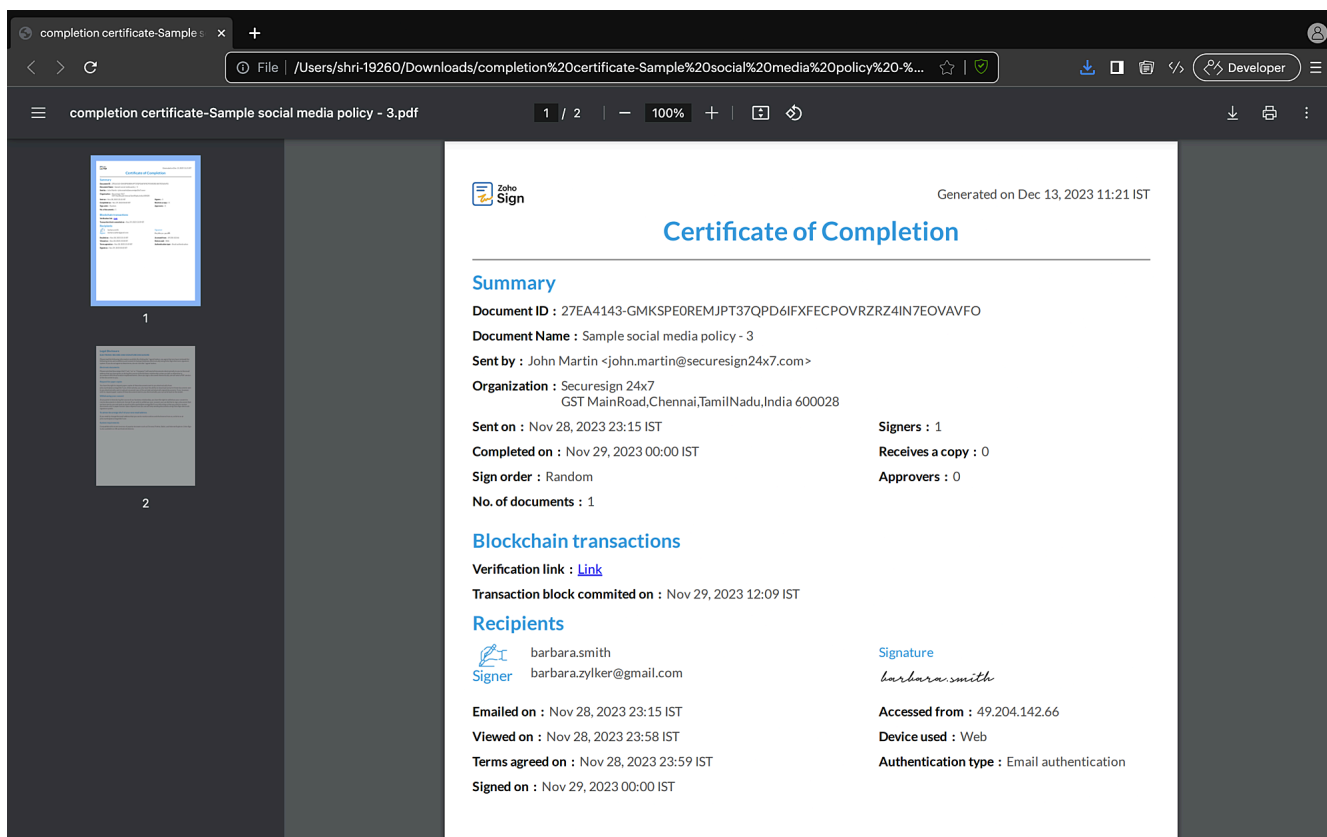 completion certificate-Sample s
File
/Users/shri-19260/Downloads/completion%20certificate-Sample%20social%20media%20policy%20-%...
Developer
completion certificate-Sample social media policy - 3.pdf
1 / 2
100%
1
2
Zoho
Sign
Generated on Dec 13, 2023 11:21 IST
Certificate of Completion
Summary
Document ID : 27EA4143-GMKSPE0REMJPT37QPD6IFXFECPOVRZRZ4IN7EOVAVFO
Document Name : Sample social media policy - 3
Sent by : John Martin <john.martin@securesign24x7.com>
Organization : Securesign 24x7
GST MainRoad,Chennai,TamilNadu,India 600028
Sent on : Nov 28, 2023 23:15 IST
Signers : 1
Completed on : Nov 29, 2023 00:00 IST
Receives a copy : 0
Sign order : Random
Approvers : 0
No. of documents : 1
Blockchain transactions
Verification link : Link
Transaction block commited on : Nov 29, 2023 12:09 IST
Recipients
Signer
barbara.smith
barbara.zylker@gmail.com
Signature
barbara.smith
Emailed on : Nov 28, 2023 23:15 IST
Accessed from : 49.204.142.66
Viewed on : Nov 28, 2023 23:58 IST
Device used : Web
Terms agreed on : Nov 28, 2023 23:59 IST
Authentication type : Email authentication
Signed on : Nov 29, 2023 00:00 IST